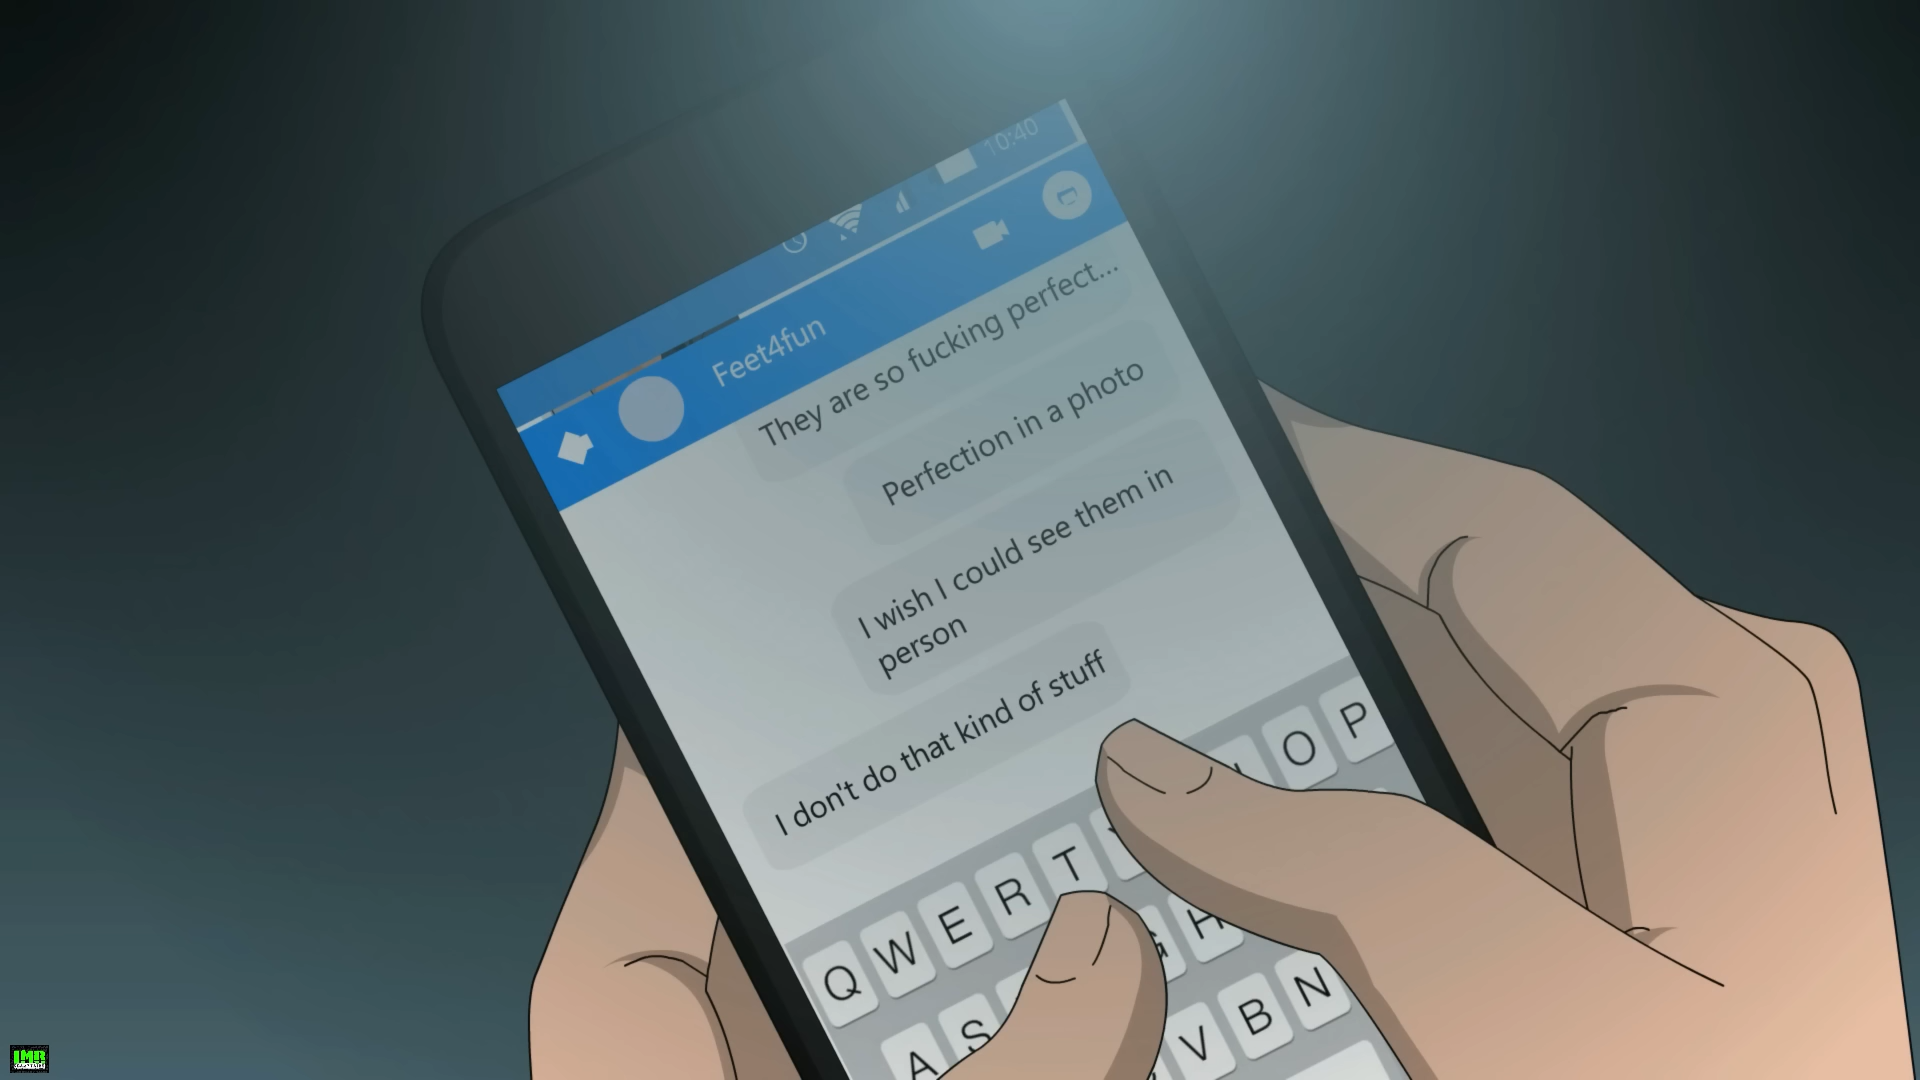 10:40
Feet4fun
They are so fucking perfect...
Perfection in a photo
I wish I could see them in
person
I don't do that kind of stuff
O P
Q W E R T
G H
A S
V B N